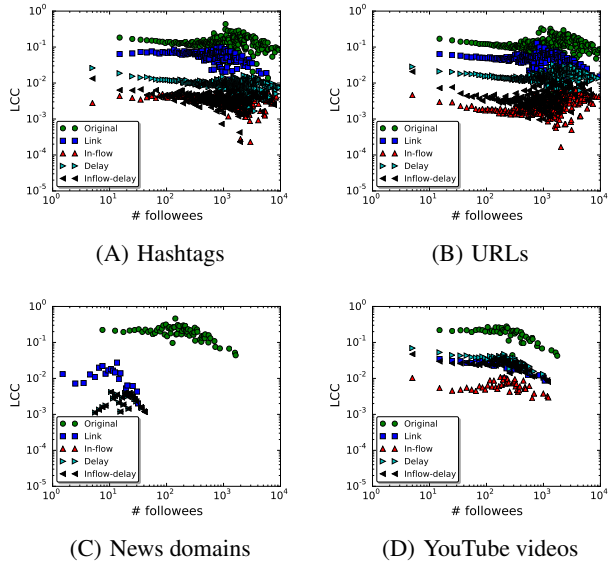 10^0
10^-1
10^-2
10^-3
10^-4
10^-5
LCC
Original
Link
In-flow
Delay
Inflow-delay
10^0 10^1 10^2 10^3 10^4
# followees
(A) Hashtags
10^0
10^-1
10^-2
10^-3
10^-4
10^-5
LCC
Original
Link
In-flow
Delay
Inflow-delay
10^0 10^1 10^2 10^3 10^4
# followees
(B) URLs
10^0
10^-1
10^-2
10^-3
10^-4
10^-5
LCC
Original
Link
In-flow
Delay
Inflow-delay
10^0 10^1 10^2 10^3 10^4
# followees
(C) News domains
10^0
10^-1
10^-2
10^-3
10^-4
10^-5
LCC
Original
Link
In-flow
Delay
Inflow-delay
10^0 10^1 10^2 10^3 10^4
# followees
(D) YouTube videos